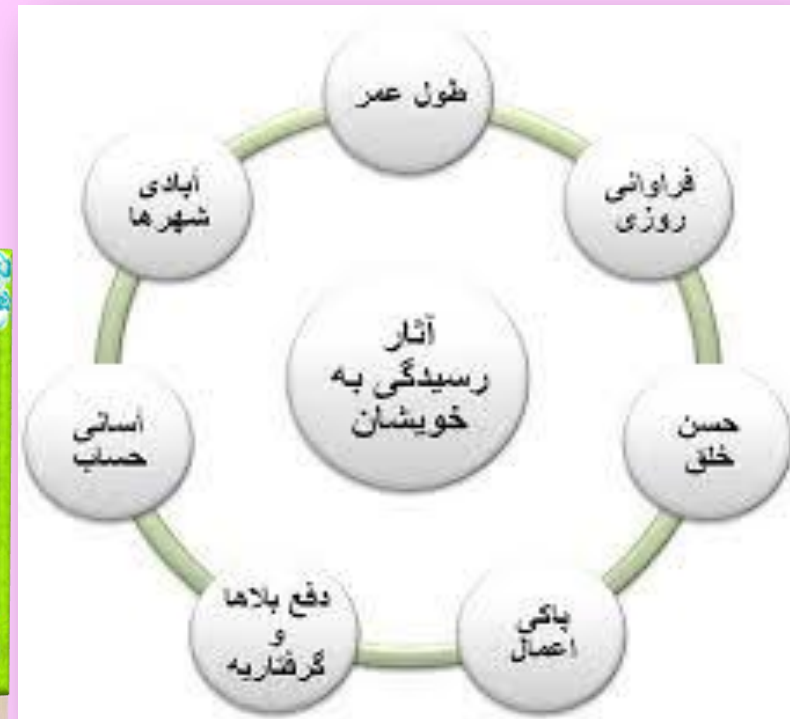 طول عمر
فراوانی
روزی
حسن
خلق
پاکی
اعمال
دفع بلاها
و
گرفتاریه
آسانی
حساب
آبادی
شهرها
آثار
رسیدگی به
خویشان